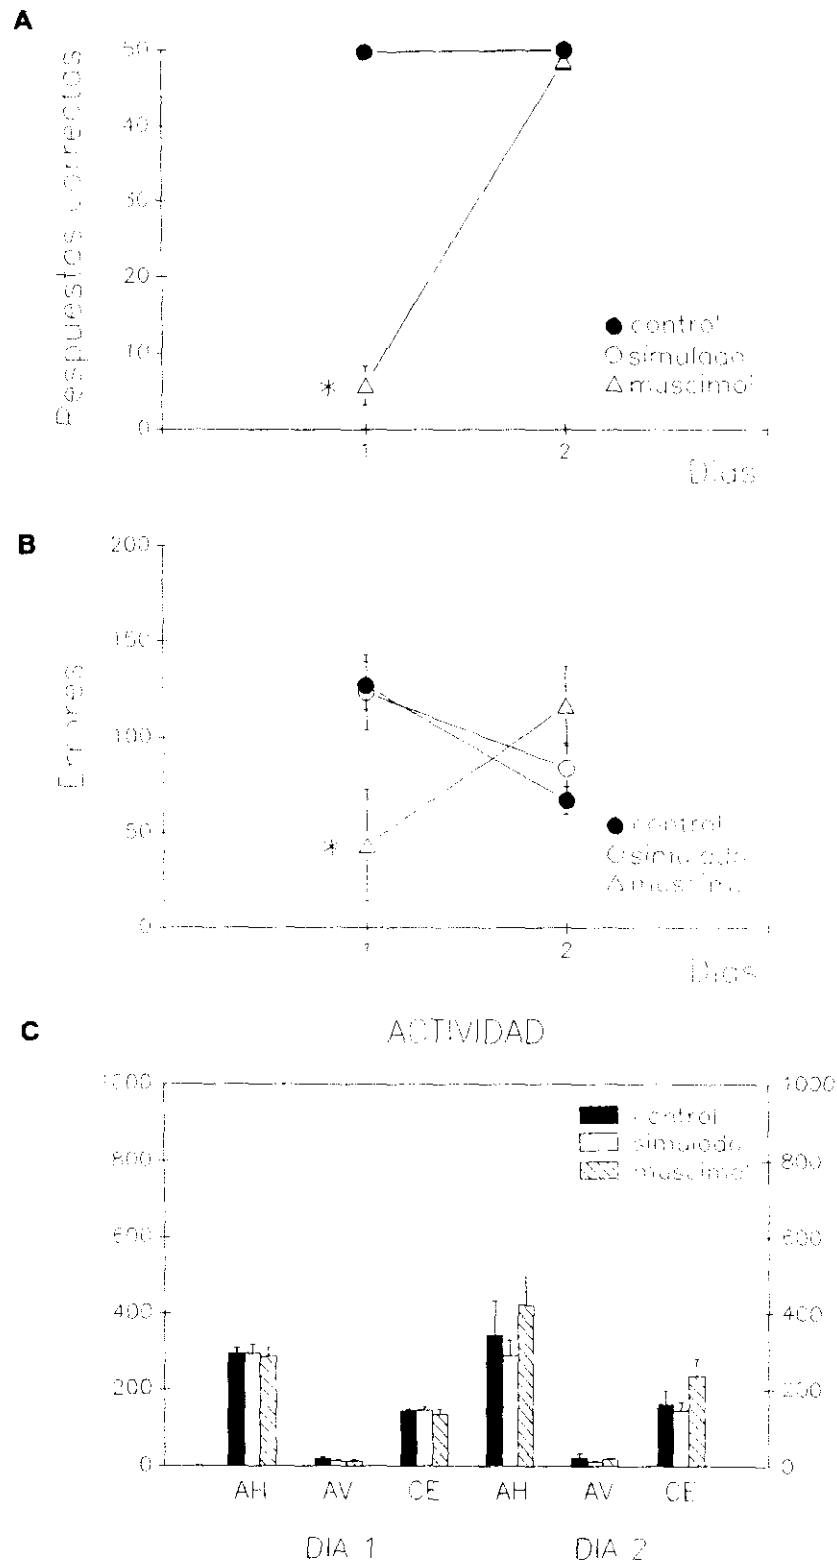 A
50
40
30
20
10
0
Respuestas correctas
control
simulado
muscimol
*
1 2
Dias
B
200
150
100
50
0
Errores
control
simulado
*
1 2
Dias
C
ACTIVIDAD
1000 1000
control
simulado
muscimol
800 800
600 600
400 400
200 200
0 0
AH AV CE AH AV CE
DIA 1 DIA 2